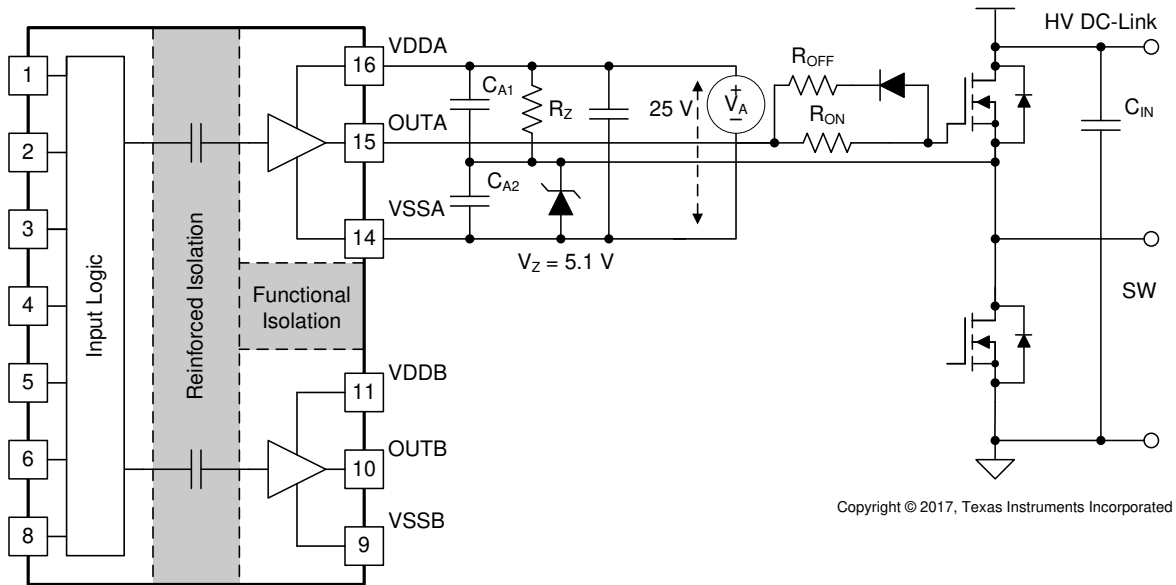 1
2
3
4
5
6
8
Input Logic
Reinforced Isolation
Functional
Isolation
VDDA
16
OUTA
15
VSSA
14
VDDB
11
OUTB
10
VSSB
9
CA1
RZ
CA2
VZ = 5.1 V
25 V
VA
+
ROFF
RON
HV DC-Link
CIN
SW
Copyright © 2017, Texas Instruments Incorporated